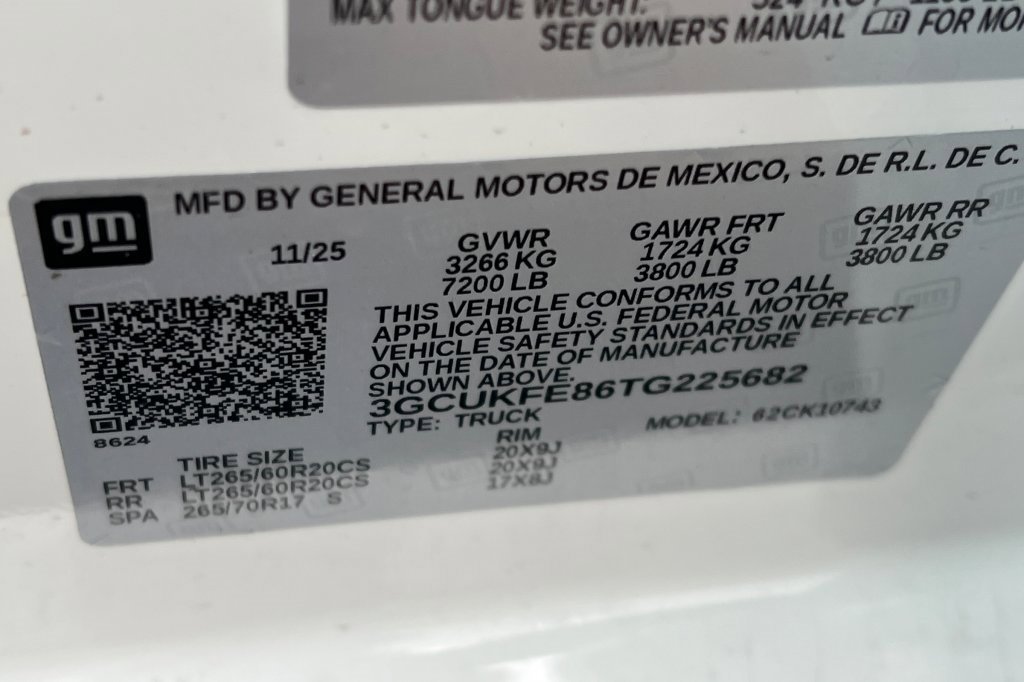 MAX TONGUE WEIGHT:
SEE OWNER'S MANUAL FOR MOR
gm
MFD BY GENERAL MOTORS DE MEXICO, S. DE R.L. DE C.
11/25
GVWR
3266 KG
7200 LB
GAWR FRT
1724 KG
3800 LB
GAWR RR
1724 KG
3800 LB
THIS VEHICLE CONFORMS TO ALL
APPLICABLE U.S. FEDERAL MOTOR
VEHICLE SAFETY STANDARDS IN EFFECT
ON THE DATE OF MANUFACTURE
SHOWN ABOVE.
3GCUKFE86TG225682
TYPE: TRUCK
MODEL: 62CK10743
8624
TIRE SIZE RIM
FRT LT265/60R20CS 20X9J
RR LT265/60R20CS 20X9J
SPA 265/70R17 S 17X8J